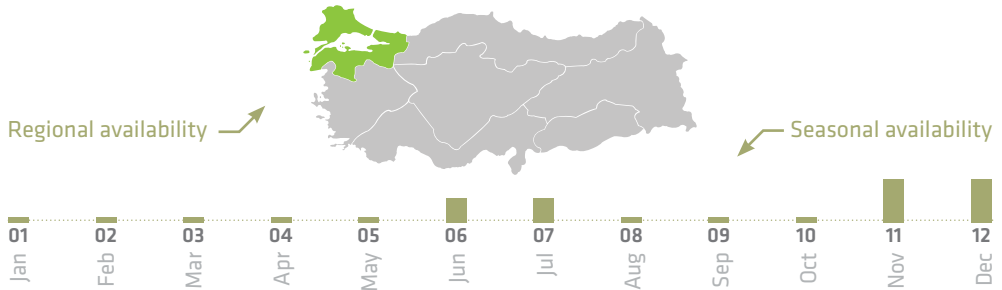 Regional availability
Seasonal availability
01 02 03 04 05 06 07 08 09 10 11 12
Jan Feb Mar Apr May Jun Jul Aug Sep Oct Nov Dec